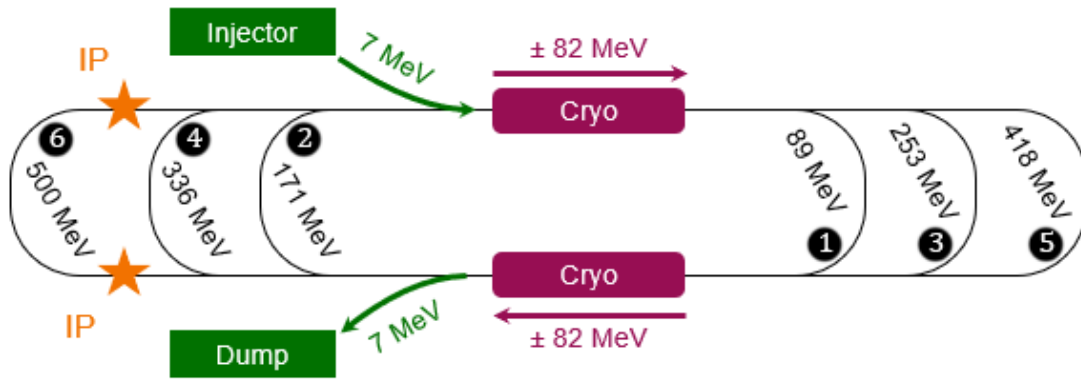 Injector
IP
7 MeV
± 82 MeV
Cryo
6
500 MeV
4
336 MeV
2
171 MeV
89 MeV
1
253 MeV
3
418 MeV
5
Cryo
IP
7 MeV
± 82 MeV
Dump